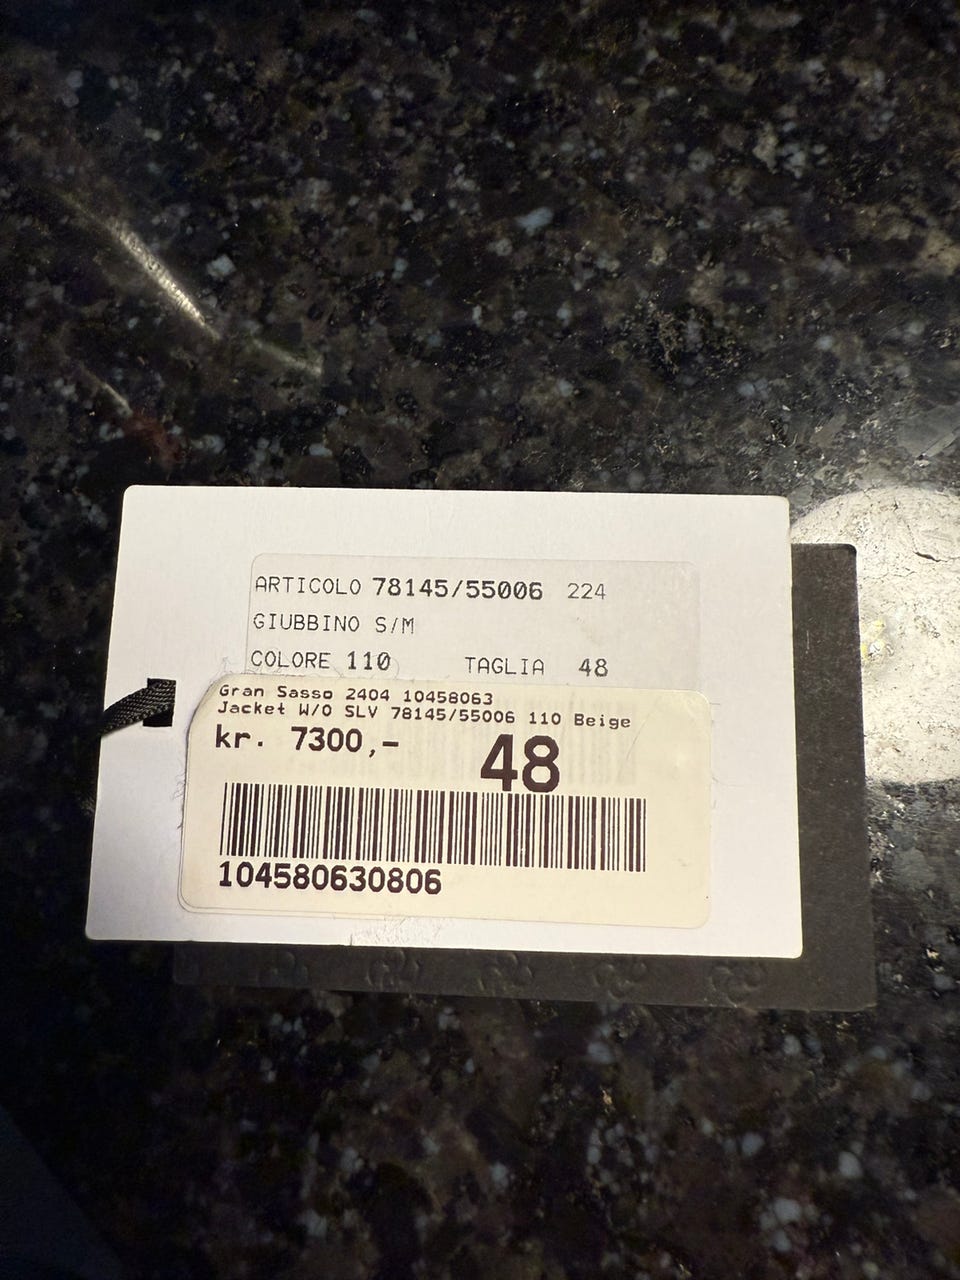 ARTICOLO 78145/55006 224
GIUBBINO S/M
COLORE 110 TAGLIA 48
Gran Sasso 2404 10458063
Jacket W/O SLV 78145/55006 110 Beige
kr. 7300,- 48
104580630806